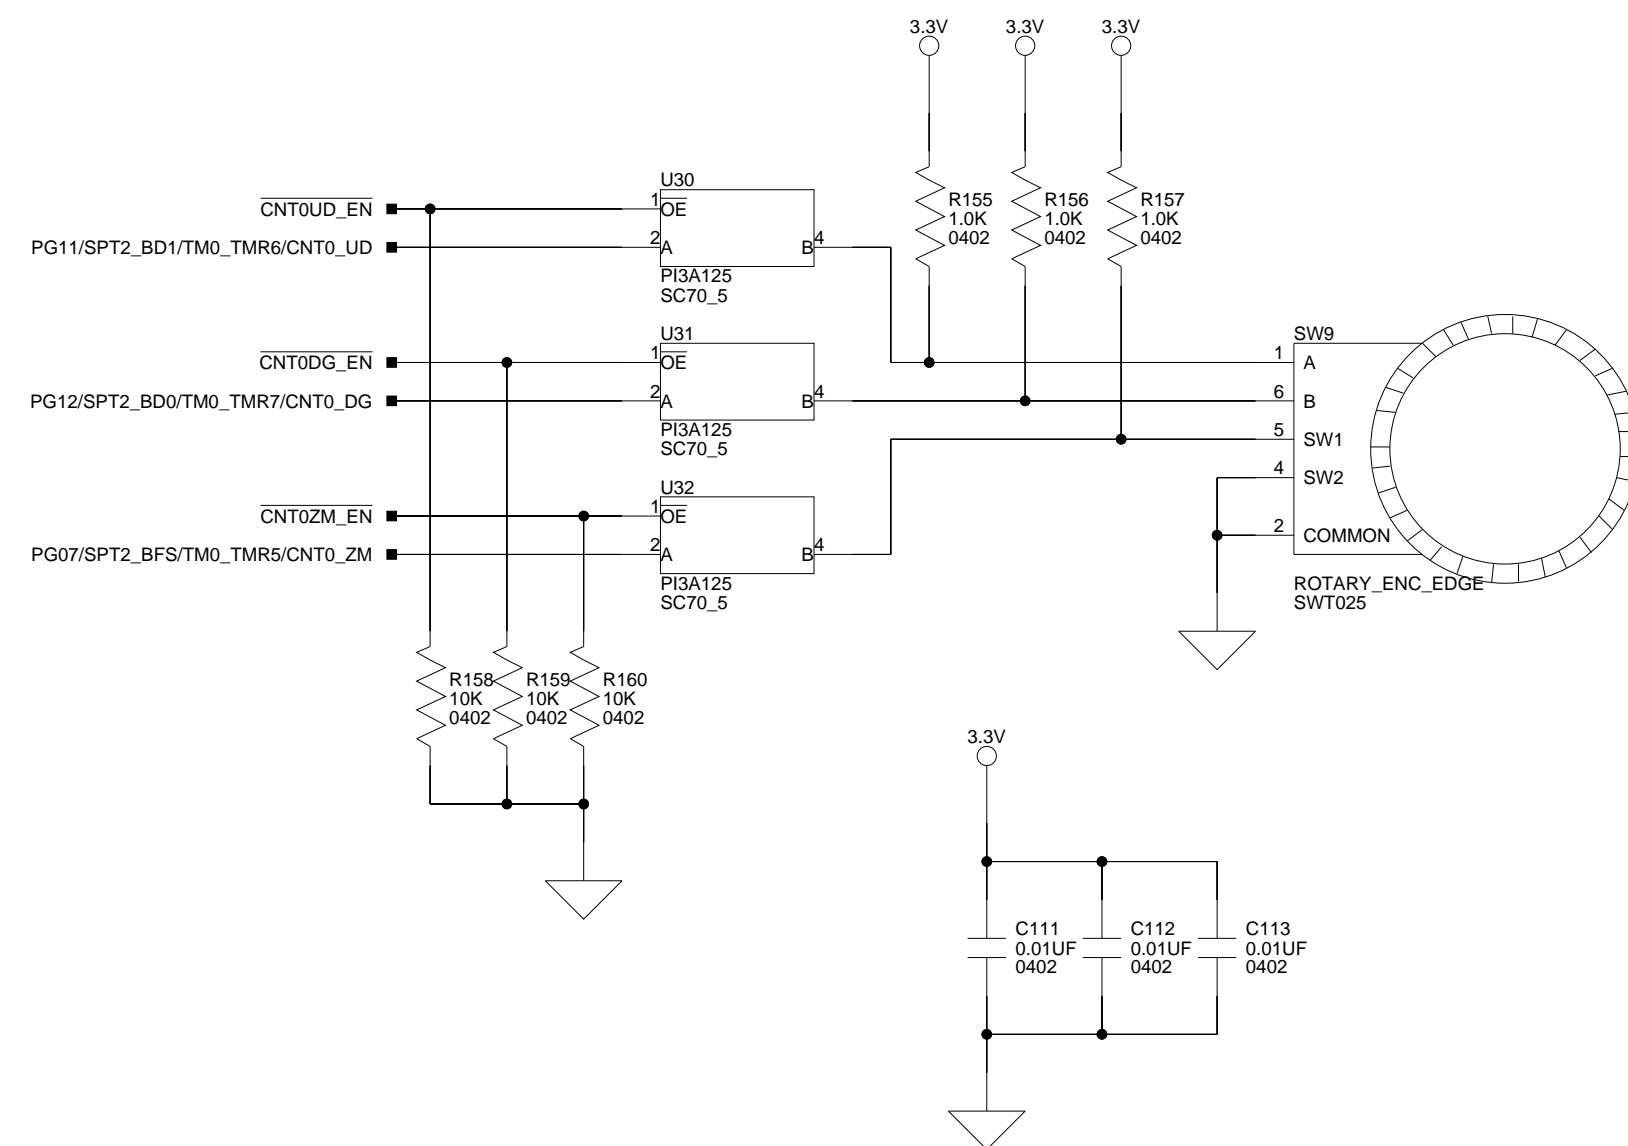 3.3V 3.3V 3.3V
U30
CNT0UD_EN
1 OE
PG11/SPT2_BD1/TM0_TMR6/CNT0_UD
2 A B 4
PI3A125
SC70_5
R155
1.0K
0402
R156
1.0K
0402
R157
1.0K
0402
U31
CNT0DG_EN
1 OE
PG12/SPT2_BD0/TM0_TMR7/CNT0_DG
2 A B 4
PI3A125
SC70_5
SW9
1 A
6 B
5 SW1
4 SW2
2 COMMON
ROTARY_ENC_EDGE
SWT025
U32
CNT0ZM_EN
1 OE
PG07/SPT2_BFS/TM0_TMR5/CNT0_ZM
2 A B 4
PI3A125
SC70_5
R158
10K
0402
R159
10K
0402
R160
10K
0402
3.3V
C111
0.01UF
0402
C112
0.01UF
0402
C113
0.01UF
0402